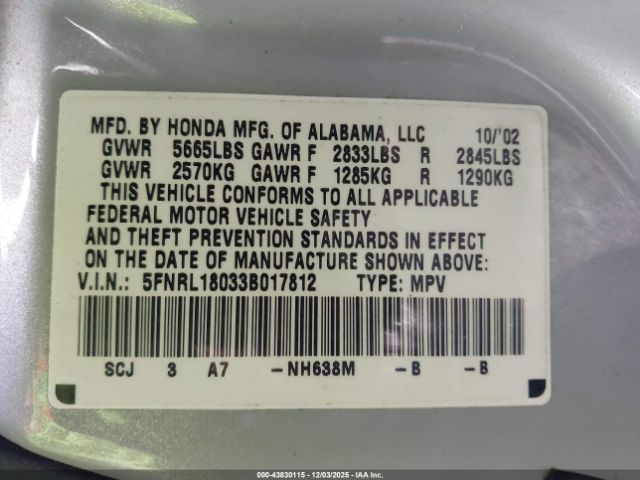 MFD. BY HONDA MFG. OF ALABAMA, LLC 10/'02
GVWR 5665LBS GAWR F 2833LBS R 2845LBS
GVWR 2570KG GAWR F 1285KG R 1290KG
THIS VEHICLE CONFORMS TO ALL APPLICABLE
FEDERAL MOTOR VEHICLE SAFETY
AND THEFT PREVENTION STANDARDS IN EFFECT
ON THE DATE OF MANUFACTURE SHOWN ABOVE:
V.I.N.: 5FNRL18033B017812 TYPE: MPV
SCJ 3 A7 -NH638M -B -B
000-43830115 - 12/03/2025 - IAA Inc.